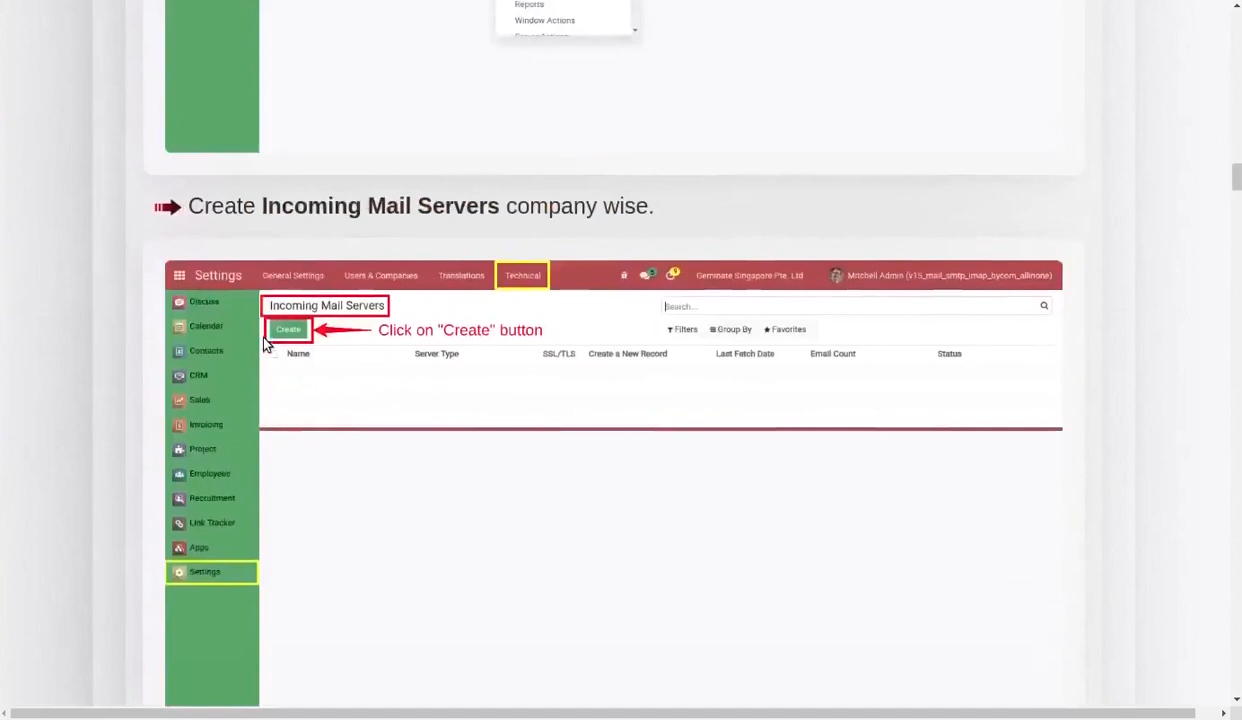 Reports
Window Actions
Create Incoming Mail Servers company wise.
Settings General Settings Users & Companies Translations Technical Geminate Singapore Pte. Ltd Mitchell Admin (v15_mail_smtp_imap_bycom_allinone)
Discuss
Incoming Mail Servers
Search...
Calendar
Create
Click on "Create" button
Filters Group By Favorites
Contacts
Name Server Type SSL/TLS Create a New Record Last Fetch Date Email Count Status
CRM
Sales
Invoicing
Project
Employees
Recruitment
Link Tracker
Apps
Settings